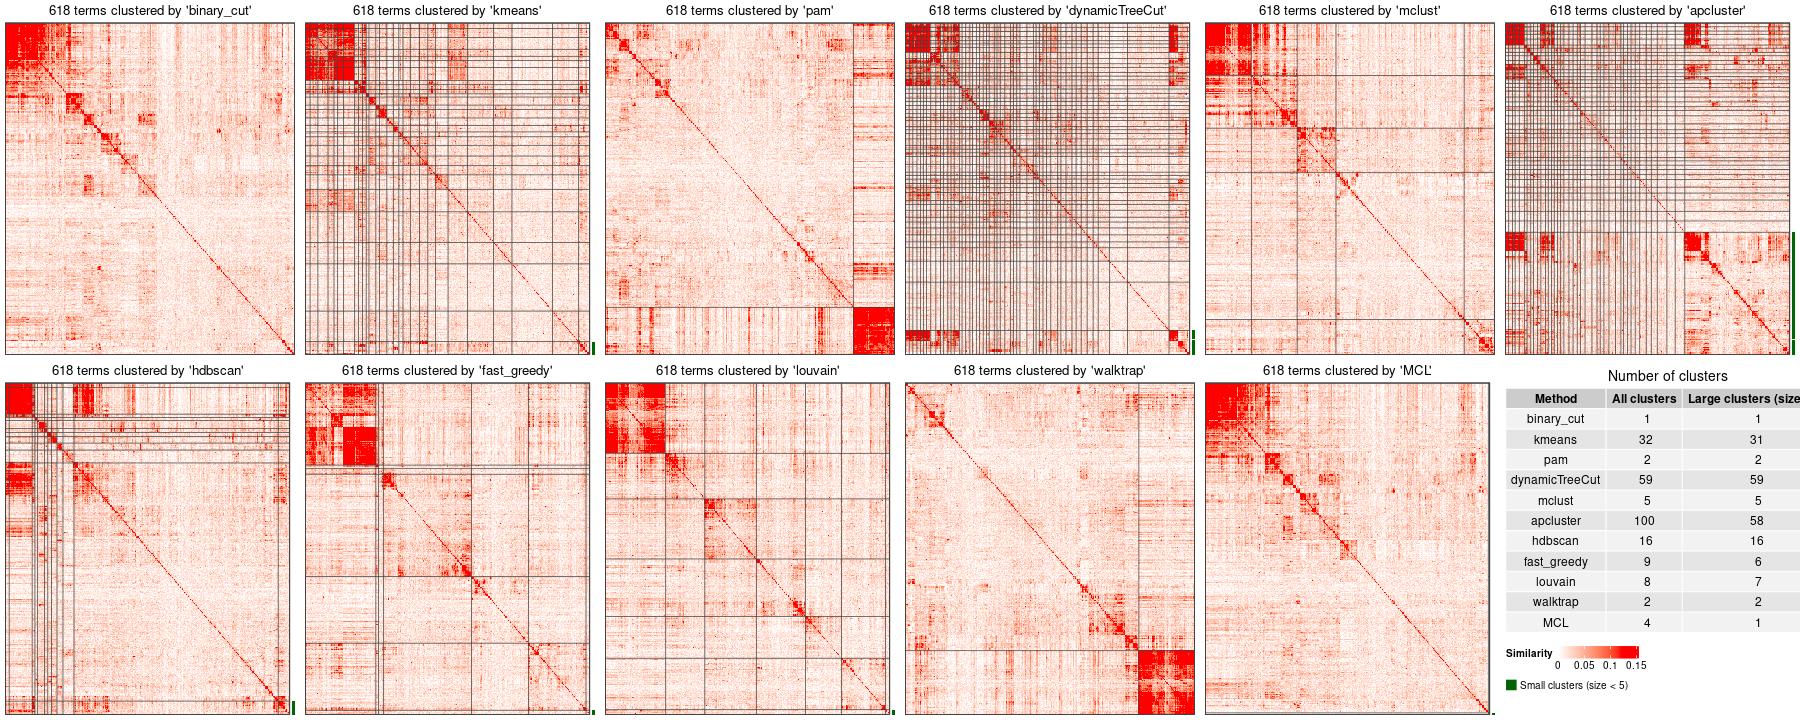 618 terms clustered by 'binary_cut'
618 terms clustered by 'kmeans'
618 terms clustered by 'pam'
618 terms clustered by 'dynamicTreeCut'
618 terms clustered by 'mclust'
618 terms clustered by 'apcluster'
618 terms clustered by 'hdbscan'
618 terms clustered by 'fast_greedy'
618 terms clustered by 'louvain'
618 terms clustered by 'walktrap'
618 terms clustered by 'MCL'
Number of clusters
Method All clusters Large clusters (size
binary_cut 1 1
kmeans 32 31
pam 2 2
dynamicTreeCut 59 59
mclust 5 5
apcluster 100 58
hdbscan 16 16
fast_greedy 9 6
louvain 8 7
walktrap 2 2
MCL 4 1
Similarity
0 0.05 0.1 0.15
Small clusters (size < 5)